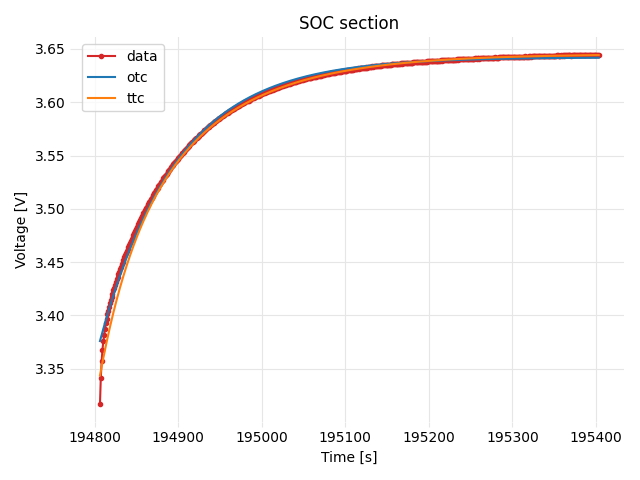 SOC section
data
otc
ttc
Voltage [V]
3.65
3.60
3.55
3.50
3.45
3.40
3.35
194800 194900 195000 195100 195200 195300 195400
Time [s]